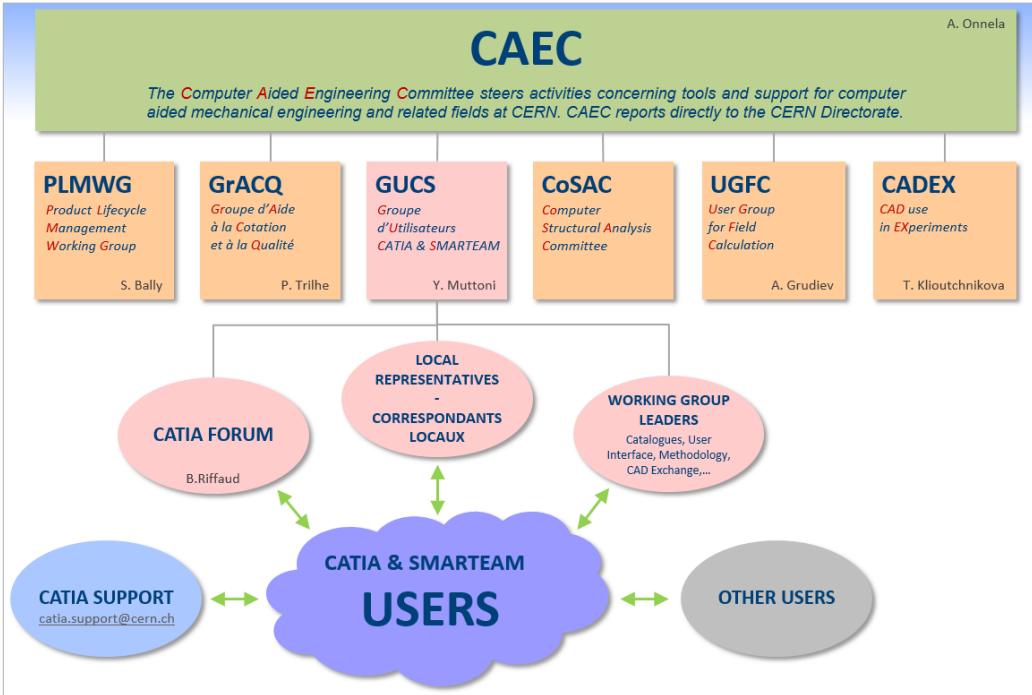 A. Onnela
CAEC
The Computer Aided Engineering Committee steers activities concerning tools and support for computer
aided mechanical engineering and related fields at CERN. CAEC reports directly to the CERN Directorate.
PLMWG
Product Lifecycle
Management
Working Group
S. Bally
GrACQ
Groupe d'Aide
à la Cotation
et à la Qualité
P. Trilhe
GUCS
Groupe
d'Utilisateurs
CATIA & SMARTEAM
Y. Muttoni
CoSAC
Computer
Structural Analysis
Committee
UGFC
User Group
for Field
Calculation
A. Grudiev
CADEX
CAD use
in EXperiments
T. Klioutchnikova
CATIA FORUM
B.Riffaud
LOCAL
REPRESENTATIVES
-
CORRESPONDANTS
LOCAUX
WORKING GROUP
LEADERS
Catalogues, User
Interface, Methodology,
CAD Exchange,...
CATIA SUPPORT
catia.support@cern.ch
CATIA & SMARTEAM
USERS
OTHER USERS